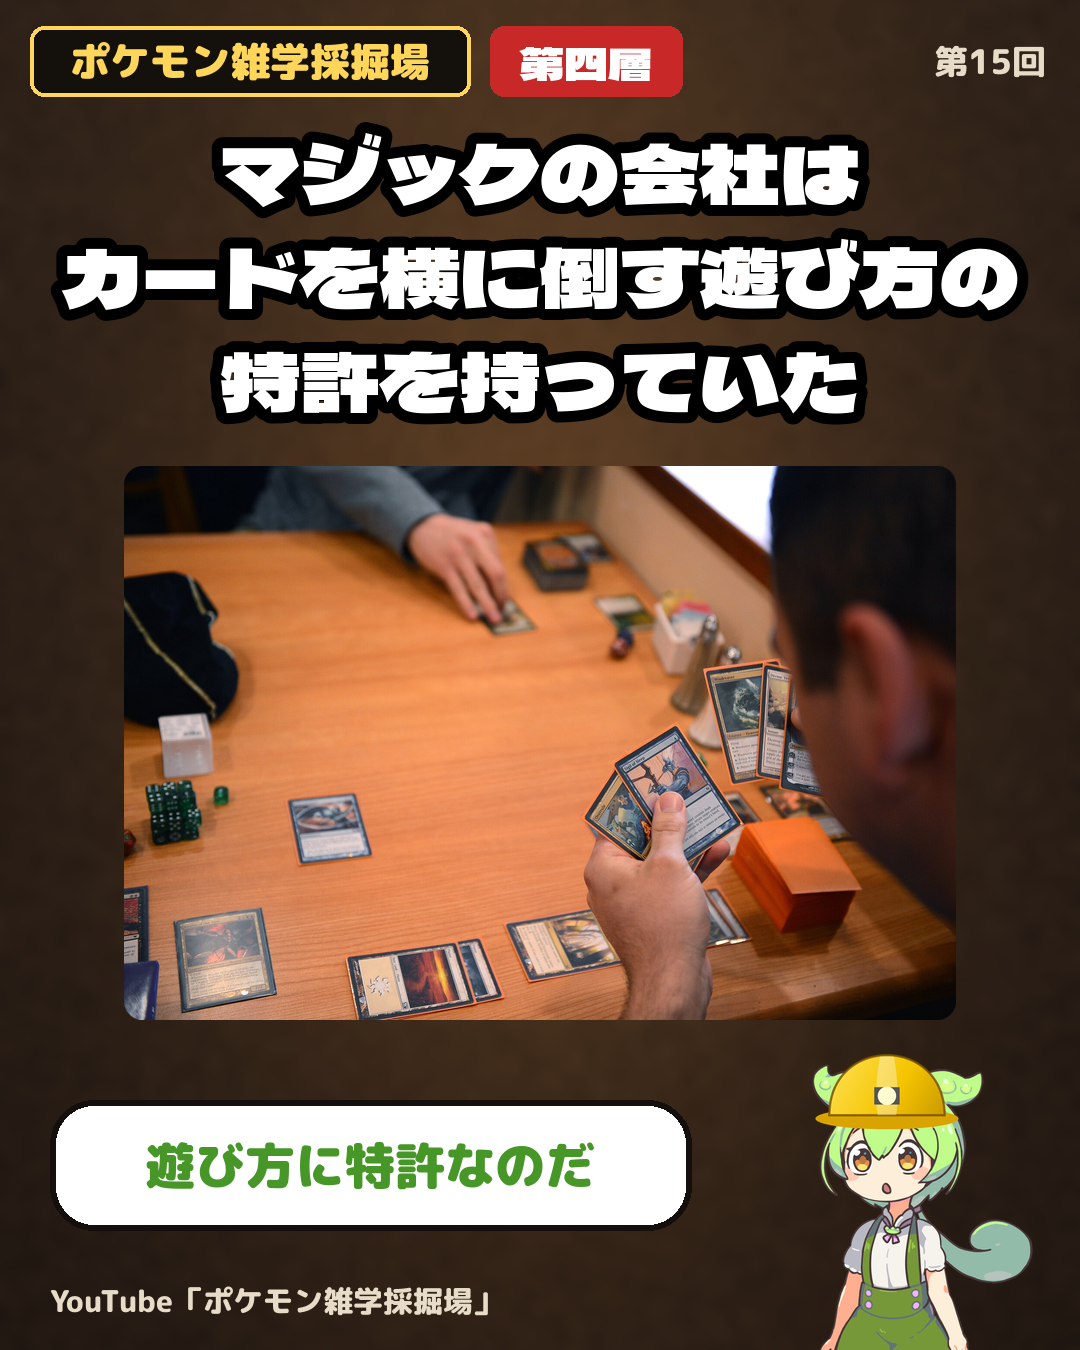 ポケモン雑学採掘場
第四層
第15回
マジックの会社は
カードを横に倒す遊び方の
特許を持っていた
遊び方に特許なのだ
YouTube「ポケモン雑学採掘場」